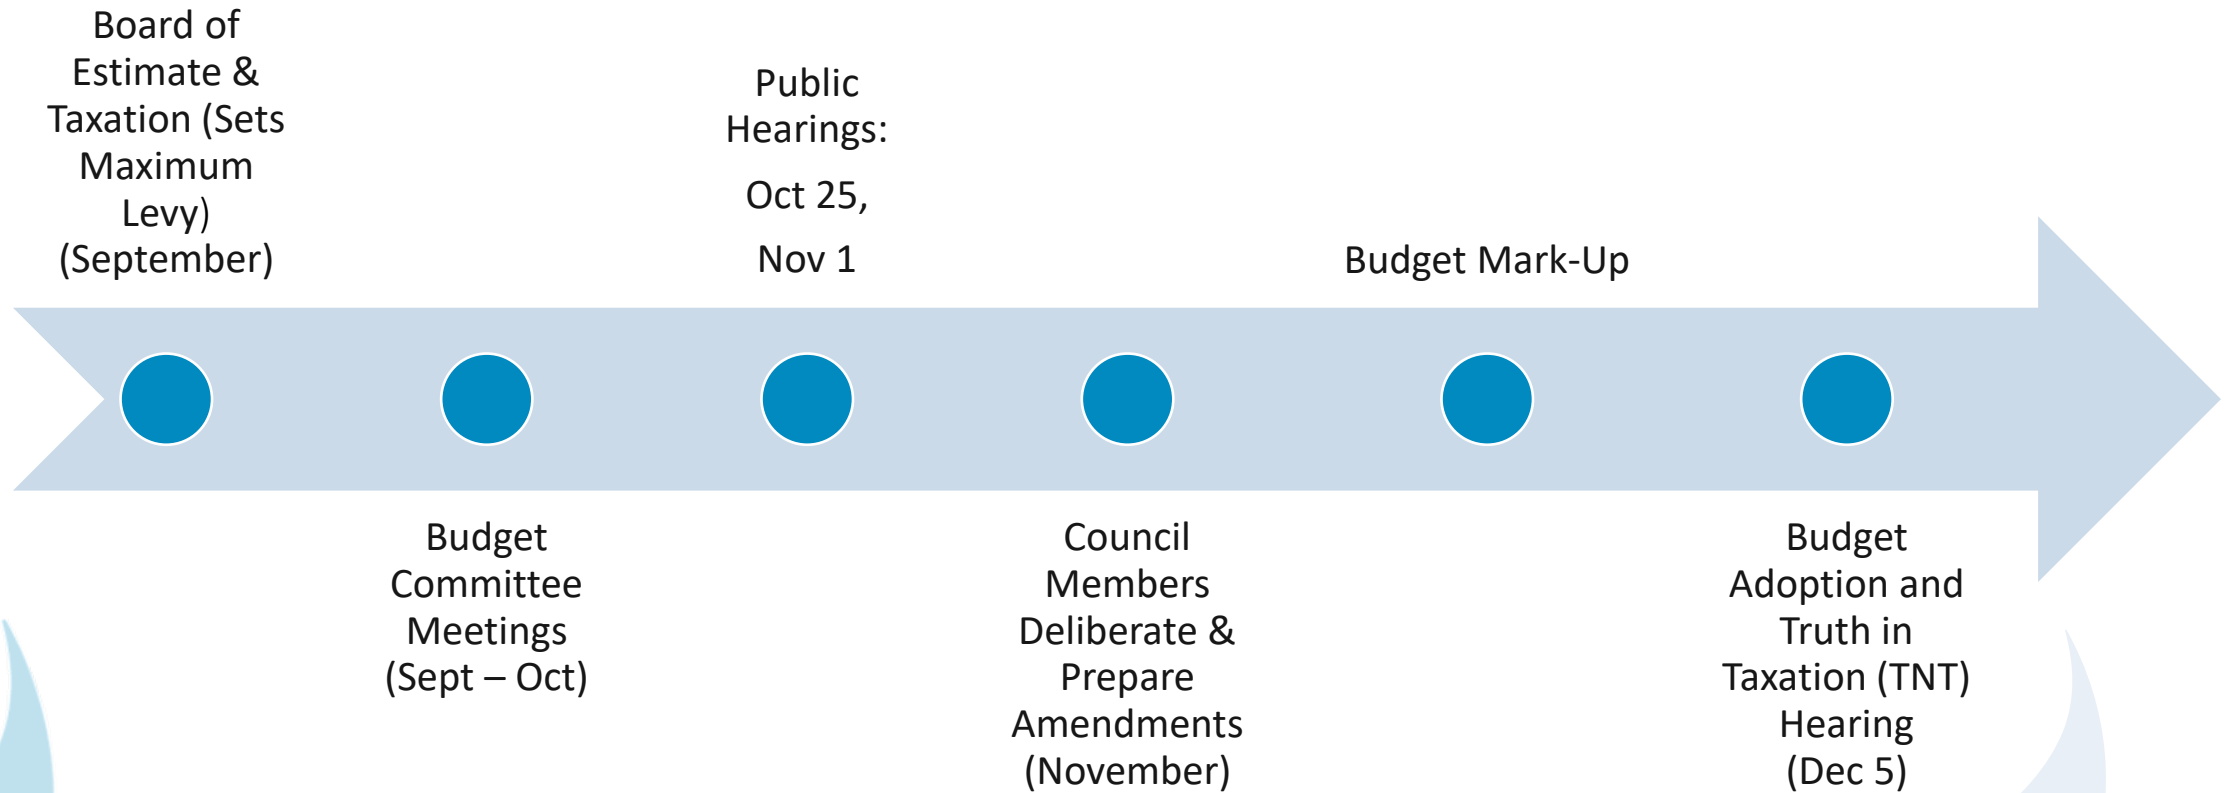 Board of
Estimate &
Taxation (Sets
Maximum
Levy)
(September)
Budget
Committee
Meetings
(Sept – Oct)
Public
Hearings:
Oct 25,
Nov 1
Council
Members
Deliberate &
Prepare
Amendments
(November)
Budget Mark-Up
Budget
Adoption and
Truth in
Taxation (TNT)
Hearing
(Dec 5)